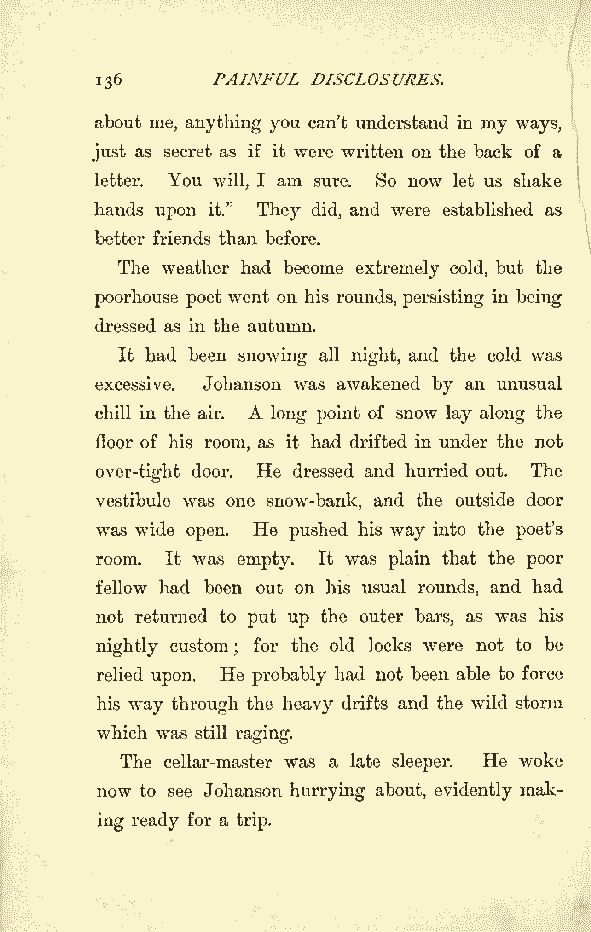 136 PAINFUL DISCLOSURES.
about me, anything you can't understand in my ways,
just as secret as if it were written on the back of a
letter. You will, I am sure. So now let us shake
hands upon it." They did, and were established as
better friends than before.
The weather had become extremely cold, but the
poorhouse poet went on his rounds, persisting in being
dressed as in the autumn.
It had been snowing all night, and the cold was
excessive. Johanson was awakened by an unusual
chill in the air. A long point of snow lay along the
floor of his room, as it had drifted in under the not
over-tight door. He dressed and hurried out. The
vestibule was one snow-bank, and the outside door
was wide open. He pushed his way into the poet's
room. It was empty. It was plain that the poor
fellow had been out on his usual rounds, and had
not returned to put up the outer bars, as was his
nightly custom; for the old locks were not to be
relied upon. He probably had not been able to force
his way through the heavy drifts and the wild storm
which was still raging.
The cellar-master was a late sleeper. He woke
now to see Johanson hurrying about, evidently mak-
ing ready for a trip.